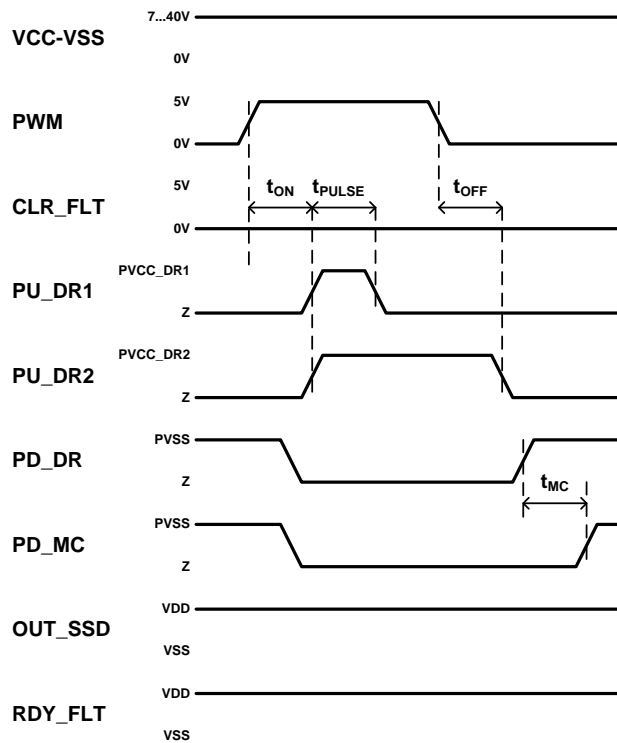 7...40V
VCC-VSS
0V
5V
PWM
0V
5V
tON tPULSE tOFF
CLR_FLT
0V
PVCC_DR1
PU_DR1
Z
PVCC_DR2
PU_DR2
Z
PVSS
PD_DR
Z
tMC
PVSS
PD_MC
Z
VDD
OUT_SSD
VSS
VDD
RDY_FLT
VSS